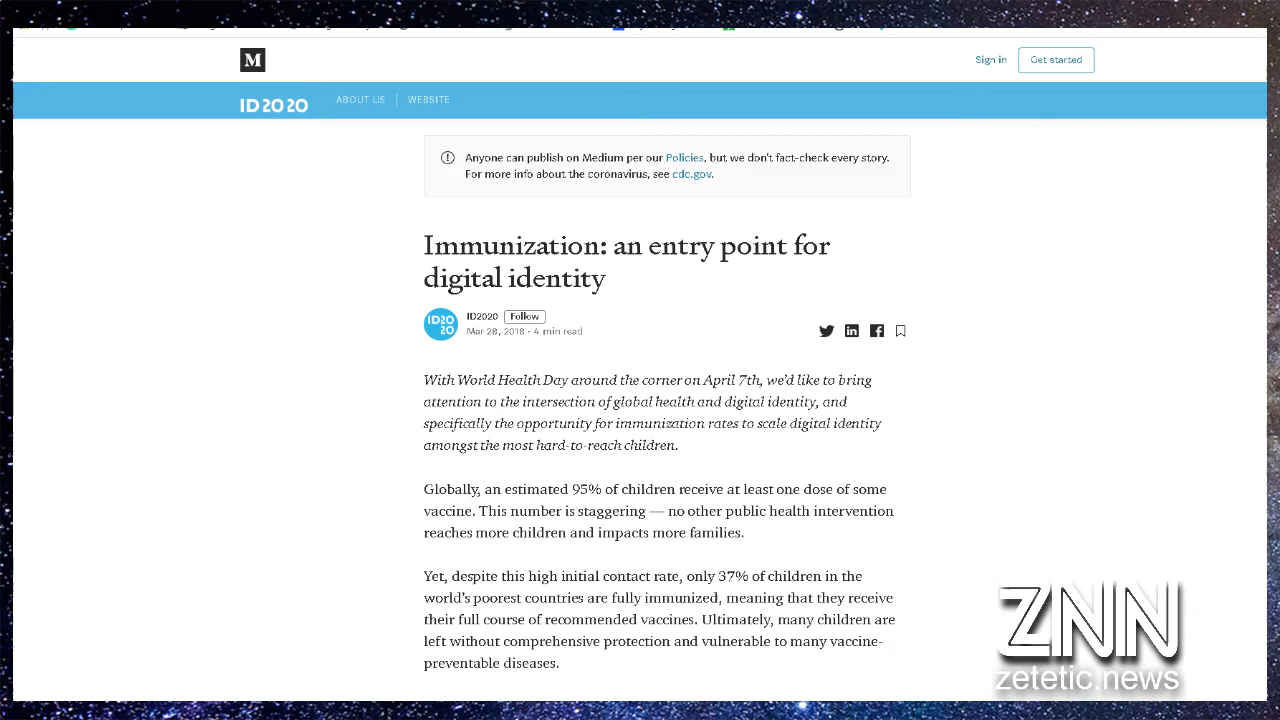 M
Sign in
Get started
ID2020
ABOUT US
WEBSITE
Anyone can publish on Medium per our Policies, but we don't fact-check every story.
For more info about the coronavirus, see cdc.gov.
Immunization: an entry point for
digital identity
ID2020
ID2020 Follow
Mar 28, 2018 · 4 min read
With World Health Day around the corner on April 7th, we'd like to bring
attention to the intersection of global health and digital identity, and
specifically the opportunity for immunization rates to scale digital identity
amongst the most hard-to-reach children.
Globally, an estimated 95% of children receive at least one dose of some
vaccine. This number is staggering — no other public health intervention
reaches more children and impacts more families.
Yet, despite this high initial contact rate, only 37% of children in the
world's poorest countries are fully immunized, meaning that they receive
their full course of recommended vaccines. Ultimately, many children are
left without comprehensive protection and vulnerable to many vaccine-
preventable diseases.
ZNN
zetetic.news